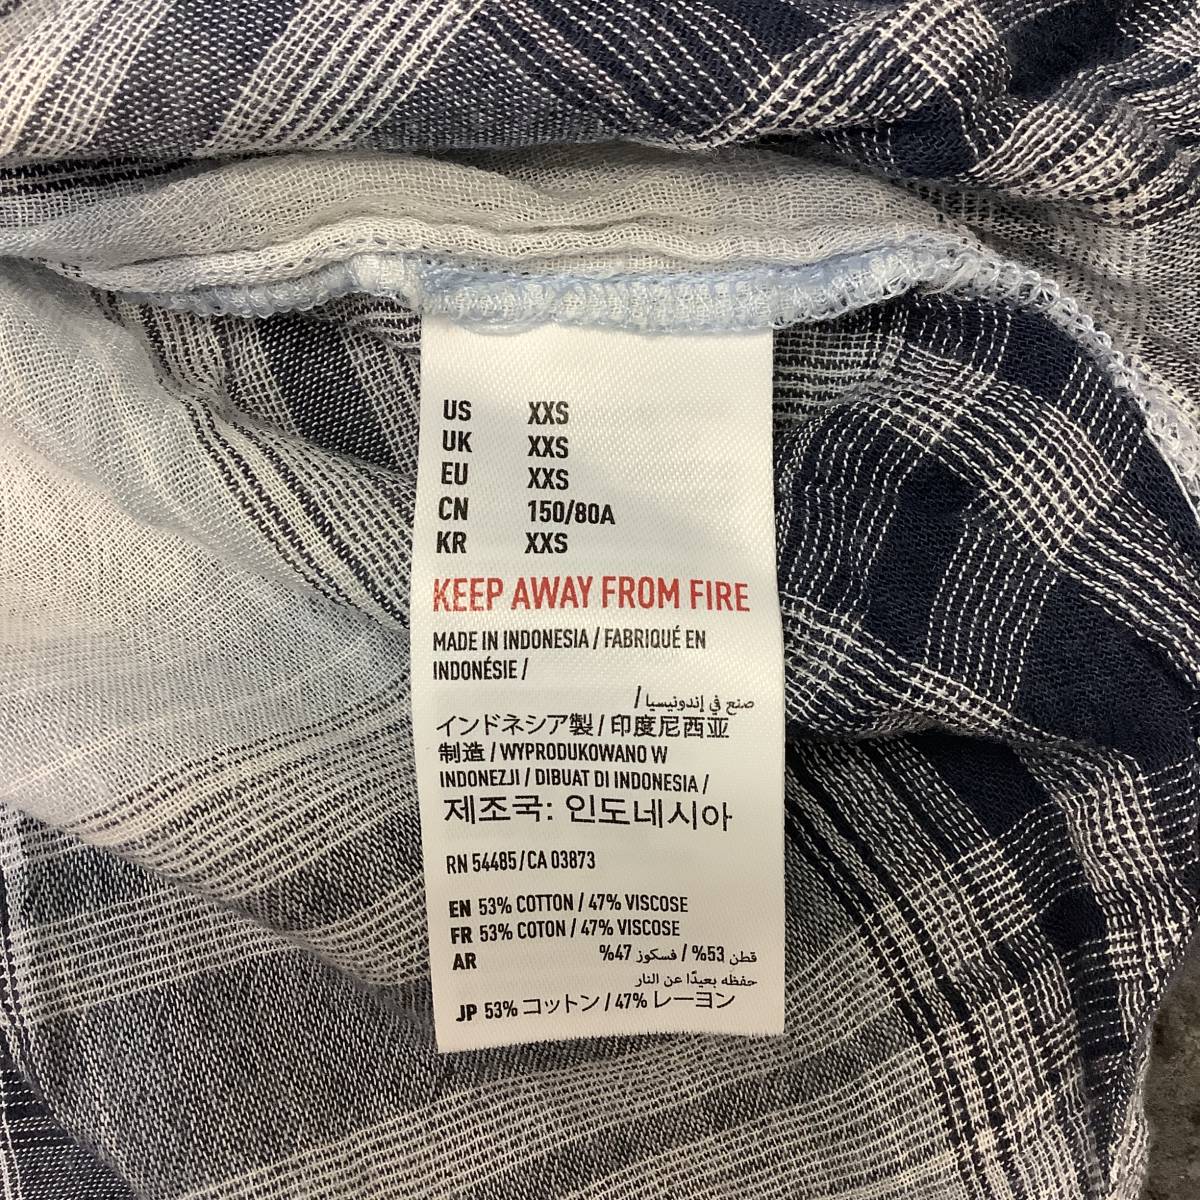 US XXS
UK XXS
EU XXS
CN 150/80A
KR XXS
KEEP AWAY FROM FIRE
MADE IN INDONESIA / FABRIQUÉ EN
INDONÉSIE /
صنع في إندونيسيا /
インドネシア製 / 印度尼西亚
制造 / WYPRODUKOWANO W
INDONEZJI / DIBUAT DI INDONESIA /
제조국: 인도네시아
RN 54485 / CA 03873
EN 53% COTTON / 47% VISCOSE
FR 53% COTON / 47% VISCOSE
AR قطن 53% / فسكوز 47%
حفظه بعيدًا عن النار
JP 53% コットン / 47% レーヨン